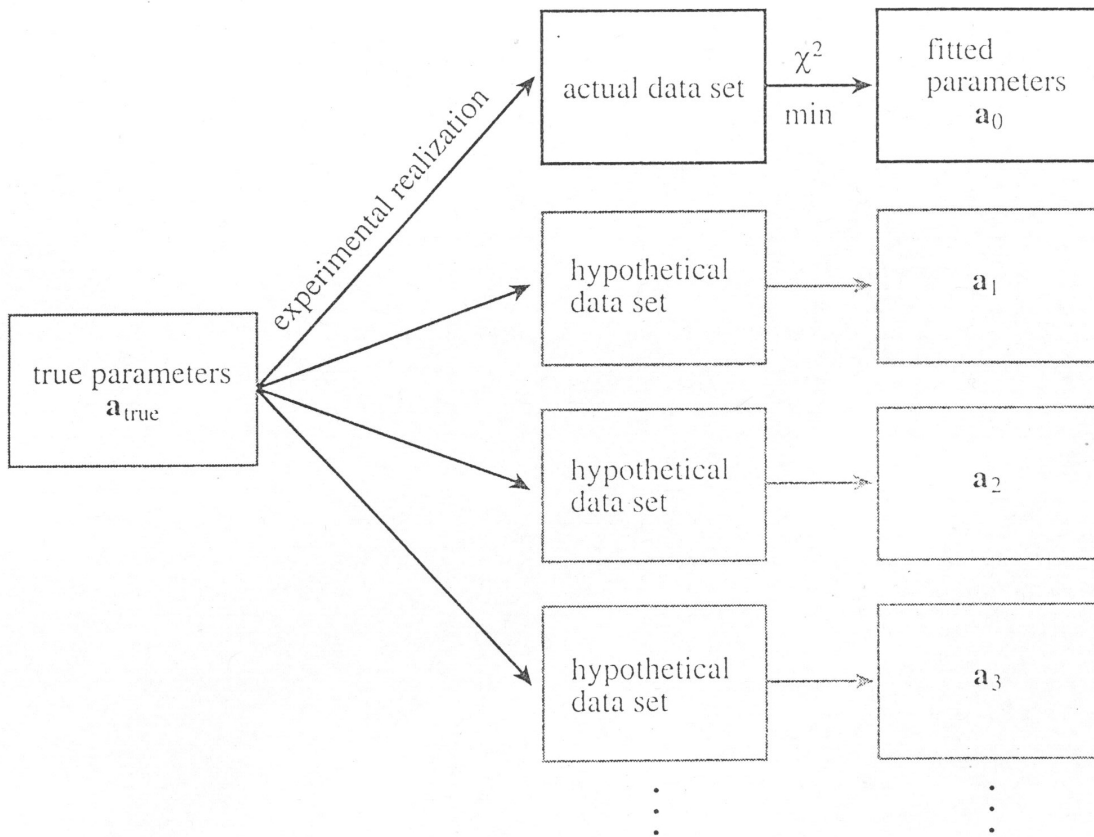 actual data set
χ²
min
fitted
parameters
a₀
experimental realization
hypothetical
data set
a₁
true parameters
a_true
hypothetical
data set
a₂
hypothetical
data set
a₃